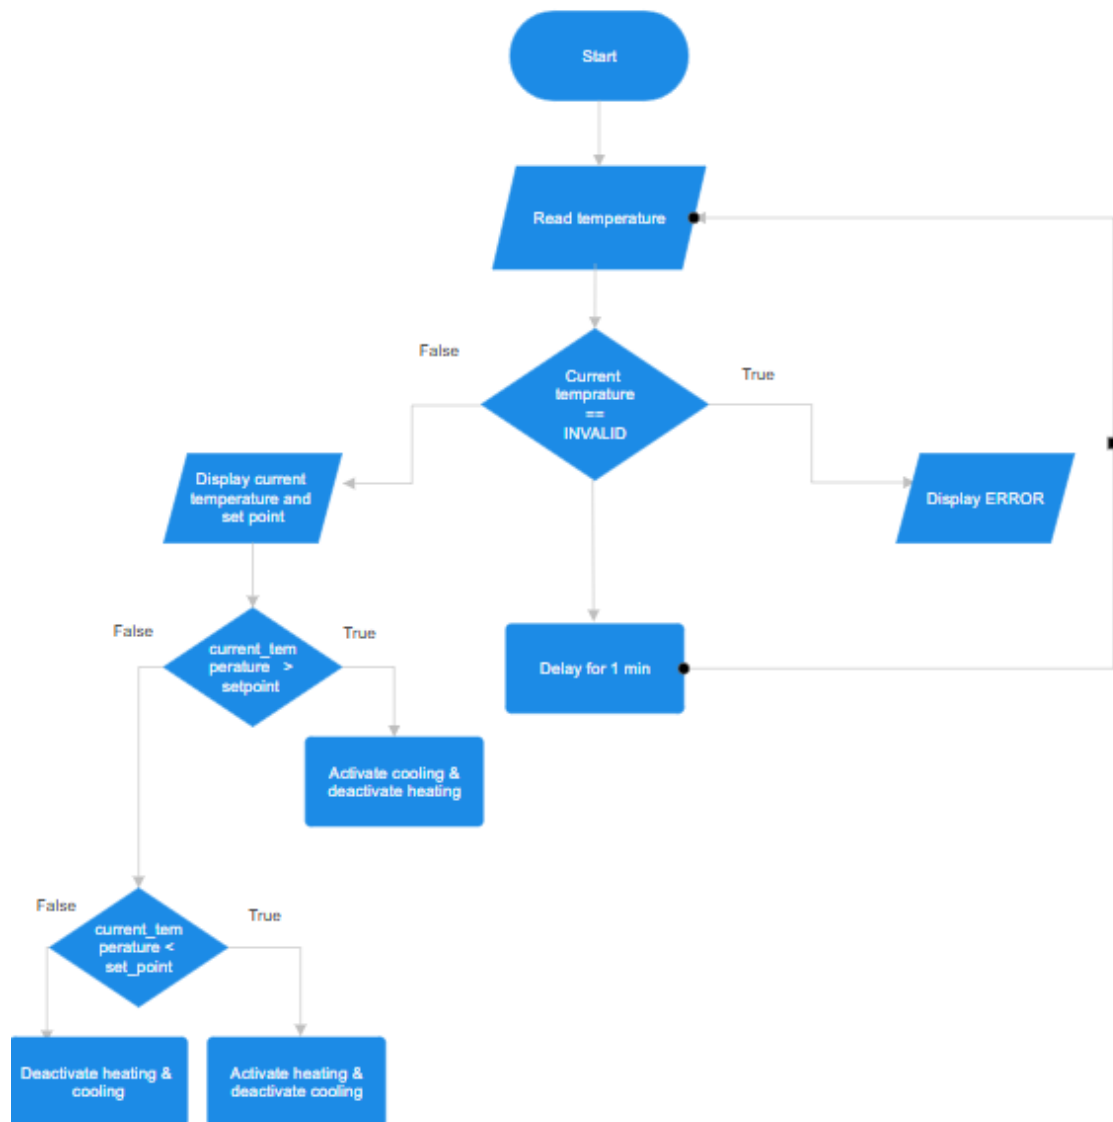 Start
Read temperature
False
Current
temprature
==
INVALID
True
Display current
temperature and
set point
Display ERROR
False
current_tem
perature >
setpoint
True
Delay for 1 min
Activate cooling &
deactivate heating
False
current_tem
perature <
set_point
True
Deactivate heating &
cooling
Activate heating &
deactivate cooling